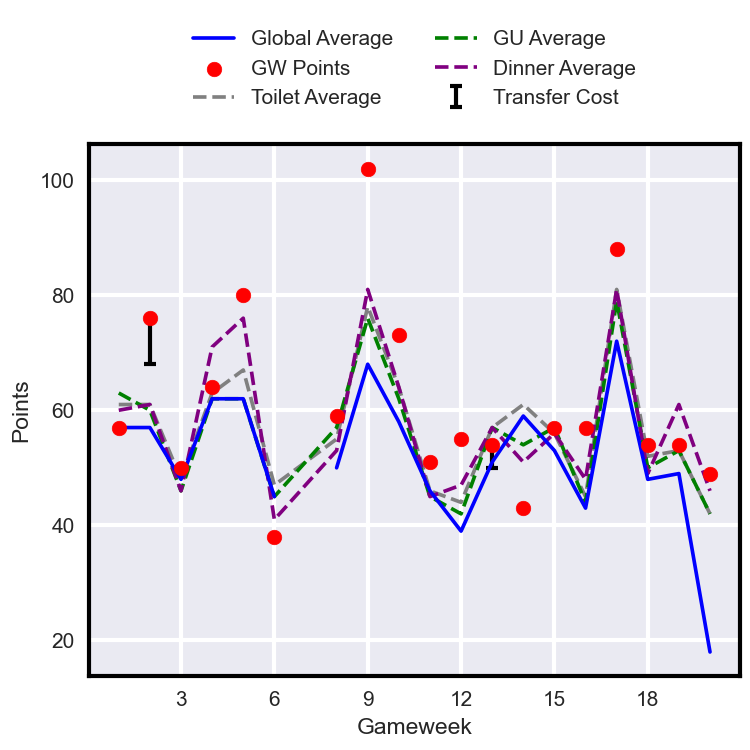 Global Average
GW Points
Toilet Average
GU Average
Dinner Average
Transfer Cost
100
80
60
40
20
Points
3 6 9 12 15 18
Gameweek